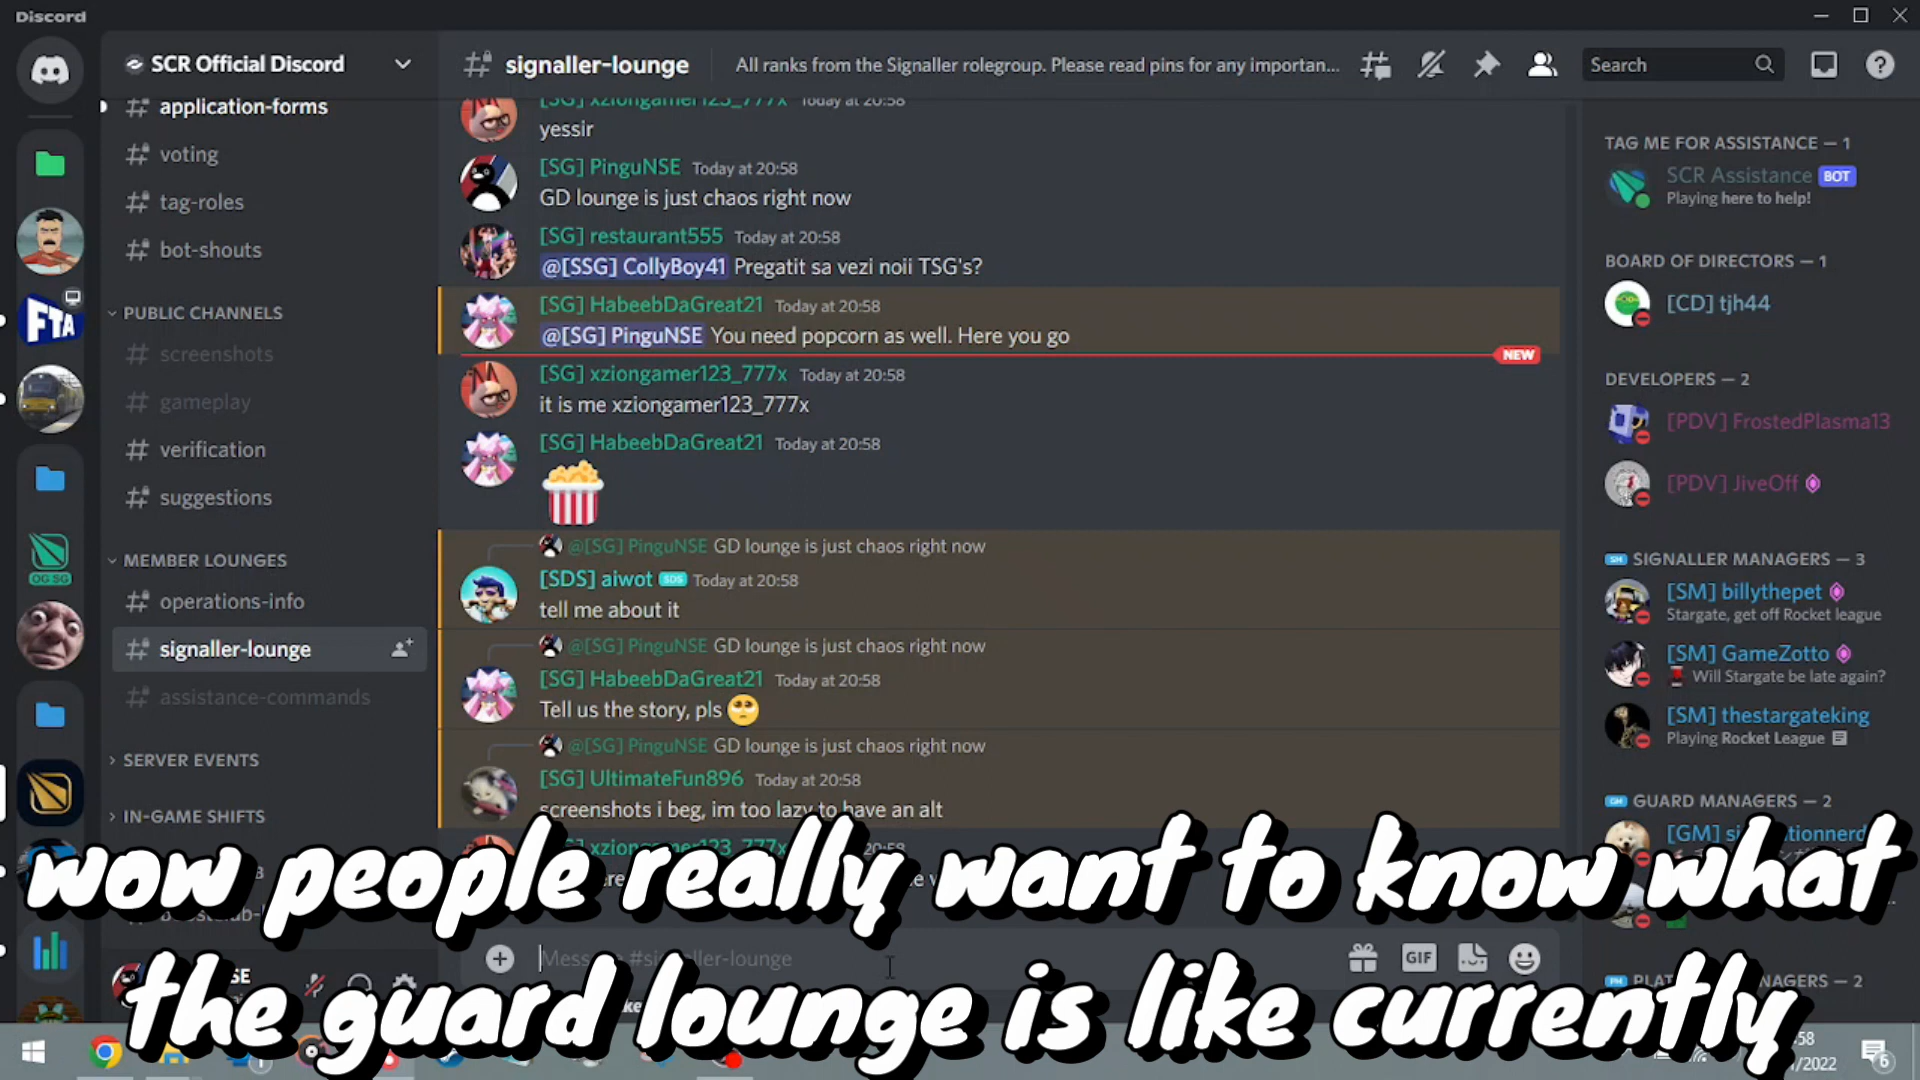 Discord
SCR Official Discord
application-forms
voting
tag-roles
bot-shouts
PUBLIC CHANNELS
screenshots
gameplay
verification
suggestions
MEMBER LOUNGES
operations-info
signaller-lounge
assistance-commands
SERVER EVENTS
IN-GAME SHIFTS
FTA
OG SG
signaller-lounge
All ranks from the Signaller rolegroup. Please read pins for any importan...
Search
[SG] xziongamer123_777x Today at 20:58
yessir
[SG] PinguNSE Today at 20:58
GD lounge is just chaos right now
[SG] restaurant555 Today at 20:58
@[SSG] CollyBoy41 Pregatit sa vezi noii TSG's?
[SG] HabeebDaGreat21 Today at 20:58
@[SG] PinguNSE You need popcorn as well. Here you go
NEW
[SG] xziongamer123_777x Today at 20:58
it is me xziongamer123_777x
[SG] HabeebDaGreat21 Today at 20:58
@[SG] PinguNSE GD lounge is just chaos right now
[SDS] aiwot SDS Today at 20:58
tell me about it
@[SG] PinguNSE GD lounge is just chaos right now
[SG] HabeebDaGreat21 Today at 20:58
Tell us the story, pls
@[SG] PinguNSE GD lounge is just chaos right now
[SG] UltimateFun896 Today at 20:58
screenshots i beg, im too lazy to have an alt
[SG] xziongamer123_777x
Message #signaller-lounge
GIF
TAG ME FOR ASSISTANCE — 1
SCR Assistance BOT
Playing here to help!
BOARD OF DIRECTORS — 1
[CD] tjh44
DEVELOPERS — 2
[PDV] FrostedPlasma13
[PDV] JiveOff
SM SIGNALLER MANAGERS — 3
[SM] billythepet
Stargate, get off Rocket league
[SM] GameZotto
Will Stargate be late again?
[SM] thestargateking
Playing Rocket League
GM GUARD MANAGERS — 2
wow people really want to know what
the guard lounge is like currently